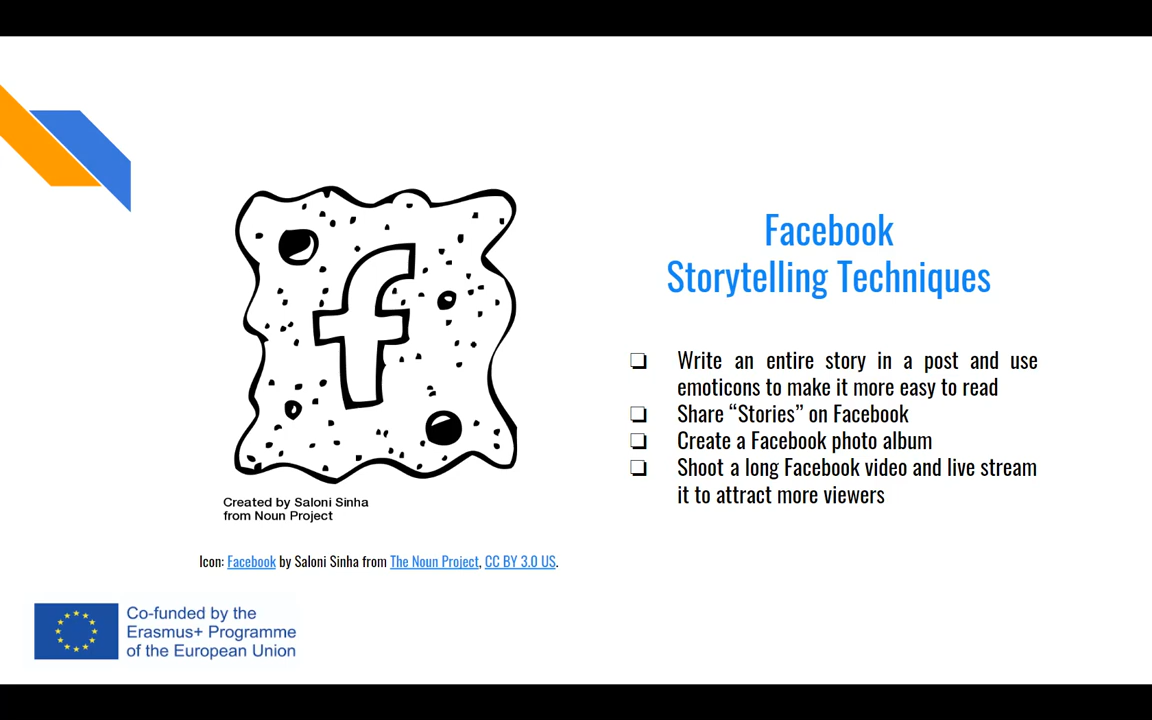 Facebook
Storytelling Techniques
❏ Write an entire story in a post and use
emoticons to make it more easy to read
❏ Share “Stories” on Facebook
❏ Create a Facebook photo album
❏ Shoot a long Facebook video and live stream
it to attract more viewers
f
Created by Saloni Sinha
from Noun Project
Icon: Facebook by Saloni Sinha from The Noun Project, CC BY 3.0 US.
Co-funded by the
Erasmus+ Programme
of the European Union